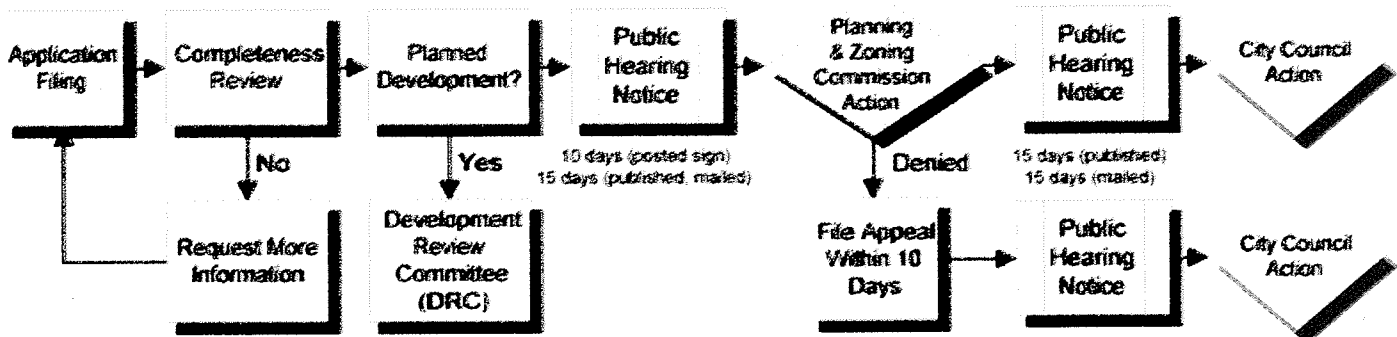 Application
Filing
Completeness
Review
Planned
Development?
Public
Hearing
Notice
Planning
& Zoning
Commission
Action
Public
Hearing
Notice
City Council
Action
No
Yes
10 days (posted sign)
15 days (published, mailed)
Denied
15 days (published)
15 days (mailed)
Request More
Information
Development
Review
Committee
(DRC)
File Appeal
Within 10
Days
Public
Hearing
Notice
City Council
Action